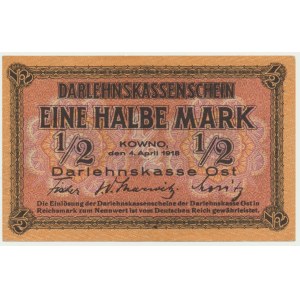 DARLEHNSKASSENSCHEIN
EINE HALBE MARK
1/2 KOWNO, 1/2
den 4. April 1918
Darlehnskasse Ost
Die Einlösung der Darlehnskassenscheine der Darlehnskasse Ost in
Reichsmark zum Nennwert ist vom Deutschen Reich gewährleistet.